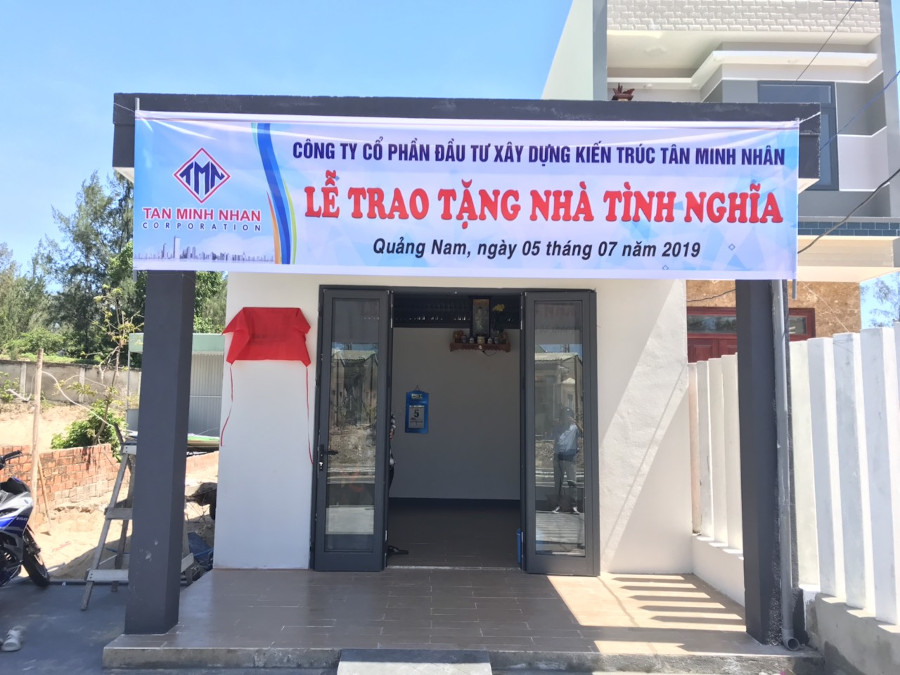 TMN
TAN MINH NHAN
CORPORATION
CÔNG TY CỔ PHẦN ĐẦU TƯ XÂY DỰNG KIẾN TRÚC TÂN MINH NHÂN
LỄ TRAO TẶNG NHÀ TÌNH NGHĨA
Quảng Nam, ngày 05 tháng 07 năm 2019